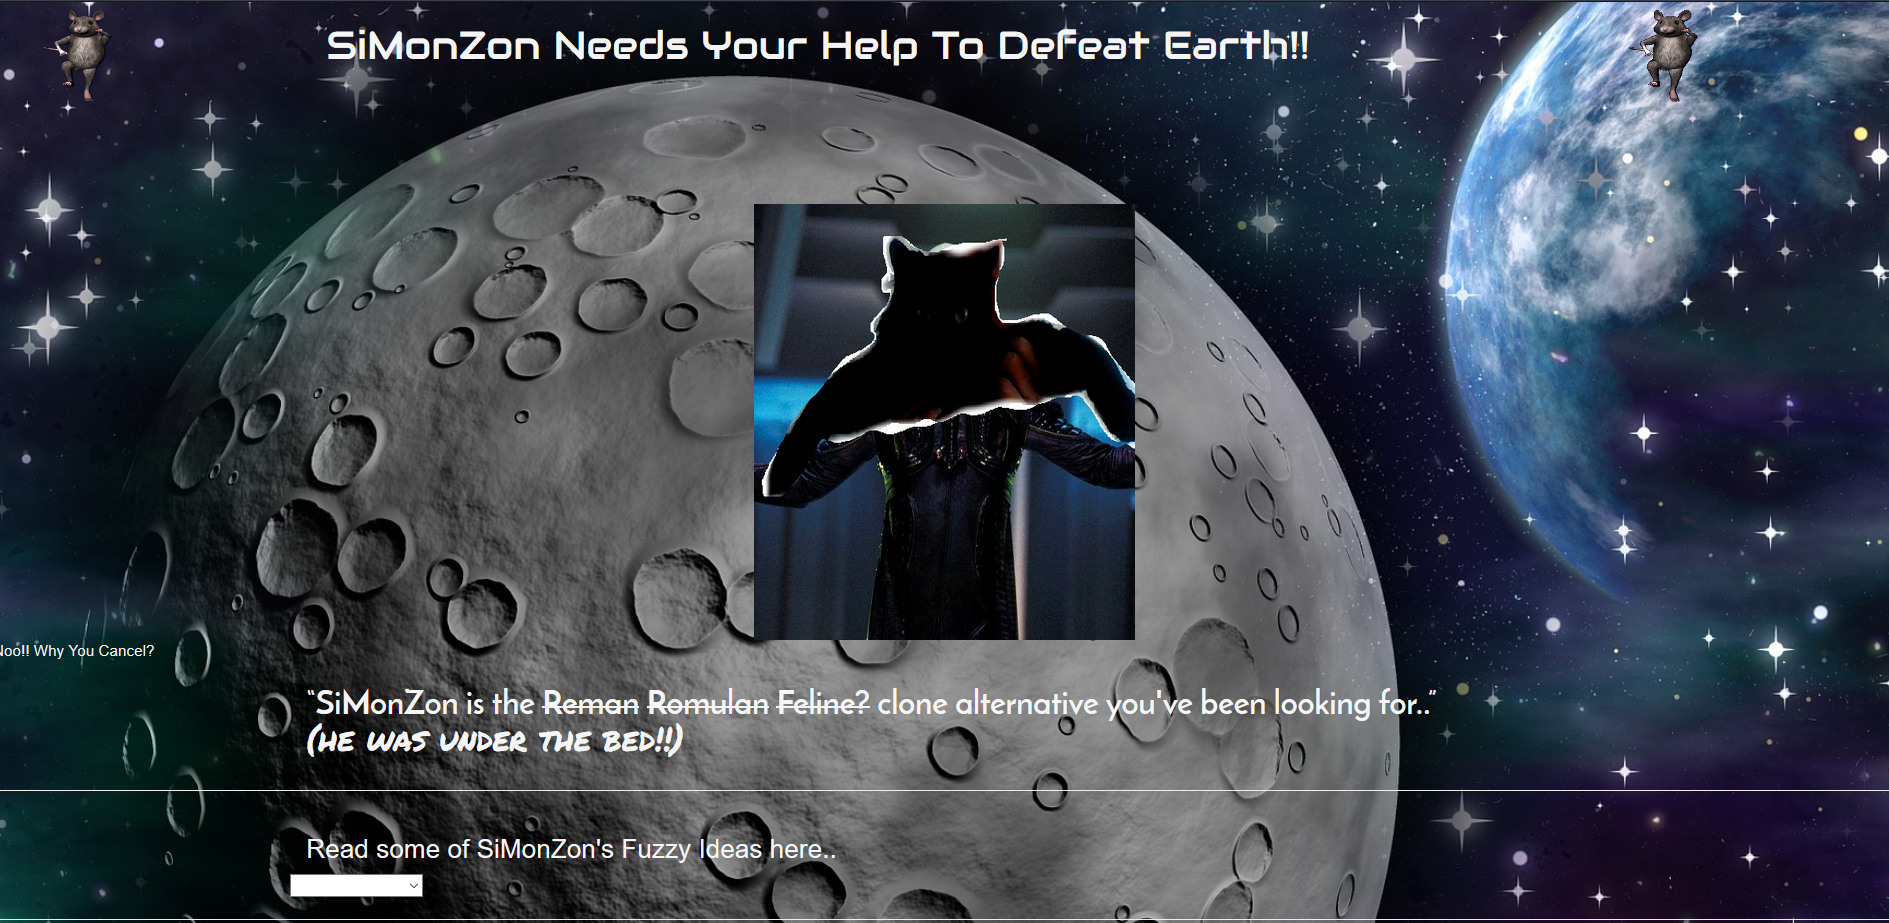 SiMonZon Needs Your Help To Defeat Earth!!
Noo!! Why You Cancel?
“SiMonZon is the Reman Romulan Feline? clone alternative you've been looking for..”
(he was under the bed!!)
Read some of SiMonZon's Fuzzy Ideas here..